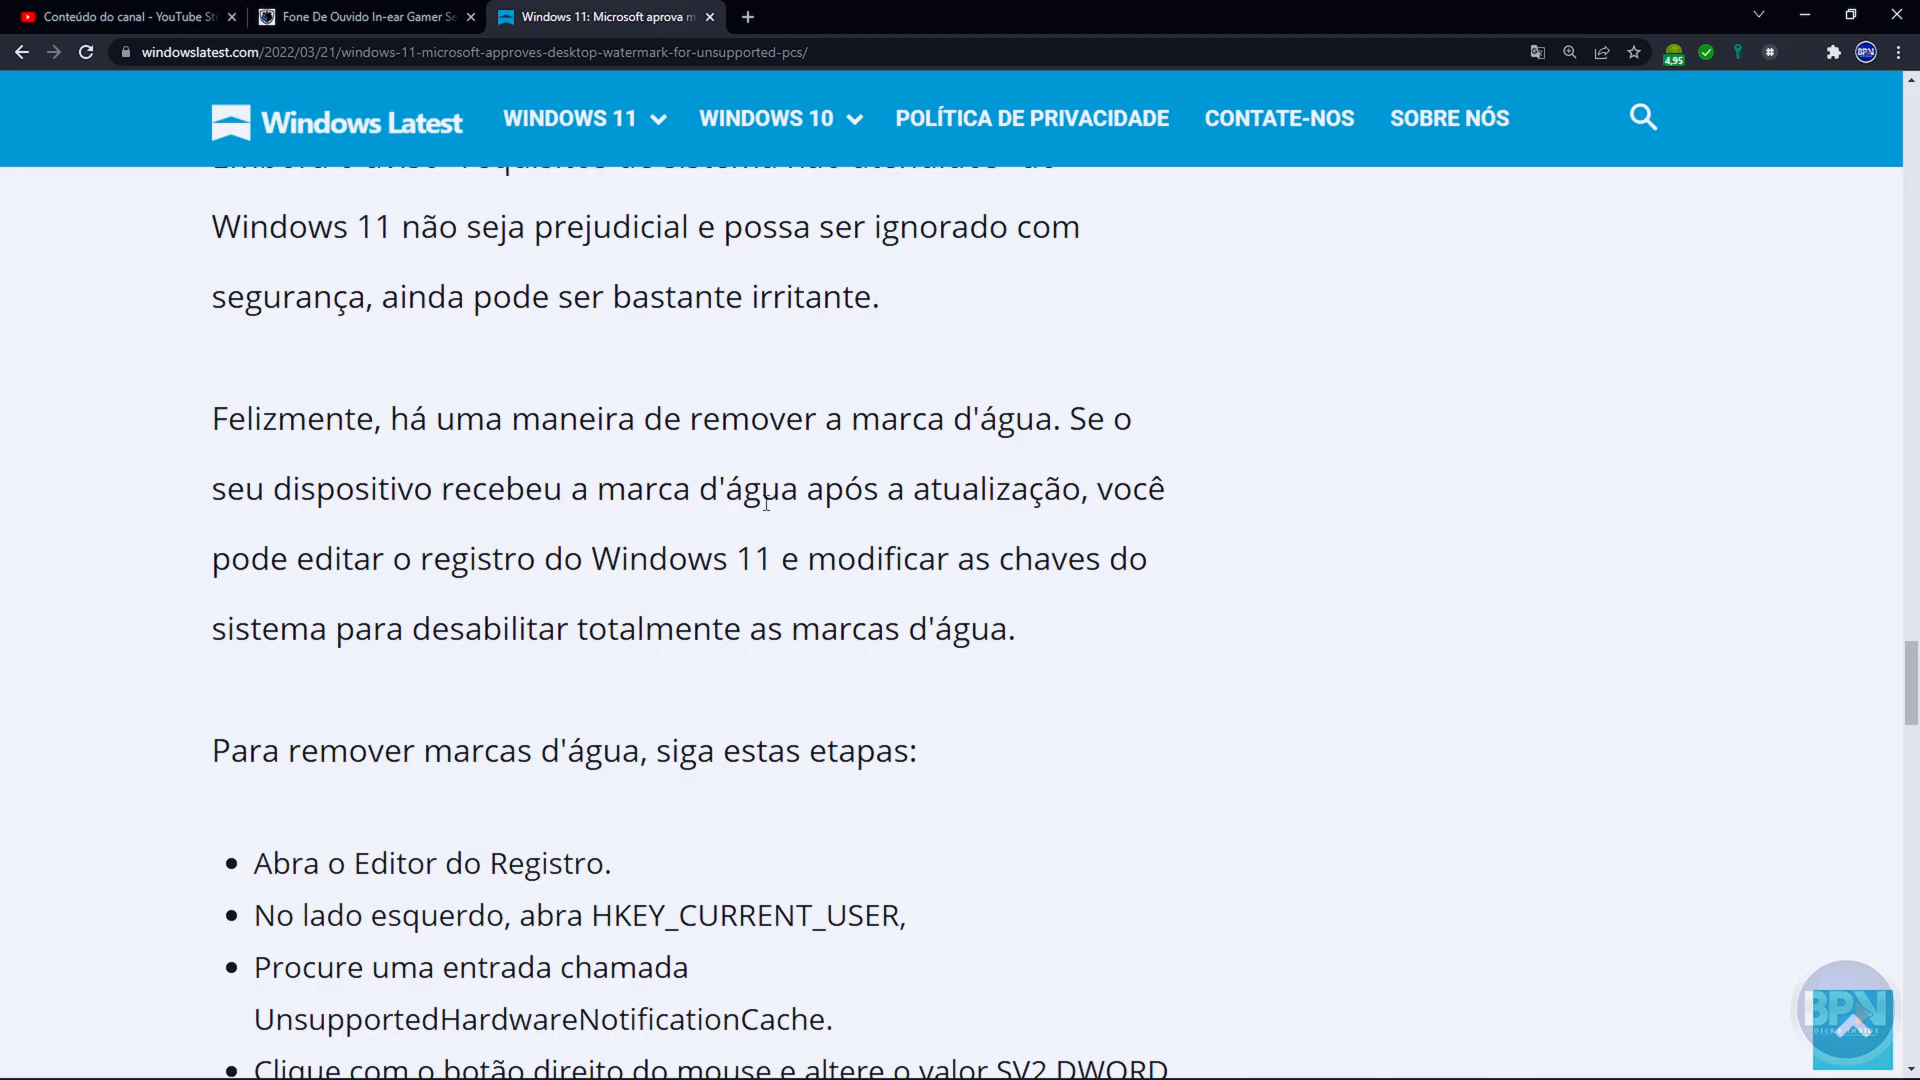 Conteúdo do canal - YouTube St
Fone De Ouvido In-ear Gamer Se
Windows 11: Microsoft aprova m
windowslatest.com/2022/03/21/windows-11-microsoft-approves-desktop-watermark-for-unsupported-pcs/
4,95
Windows Latest
WINDOWS 11
WINDOWS 10
POLÍTICA DE PRIVACIDADE
CONTATE-NOS
SOBRE NÓS
Windows 11 não seja prejudicial e possa ser ignorado com
segurança, ainda pode ser bastante irritante.
Felizmente, há uma maneira de remover a marca d'água. Se o
seu dispositivo recebeu a marca d'água após a atualização, você
pode editar o registro do Windows 11 e modificar as chaves do
sistema para desabilitar totalmente as marcas d'água.
Para remover marcas d'água, siga estas etapas:
Abra o Editor do Registro.
No lado esquerdo, abra HKEY_CURRENT_USER,
Procure uma entrada chamada
UnsupportedHardwareNotificationCache.
Clique com o botão direito do mouse e altere o valor SV2 DWORD
BPN